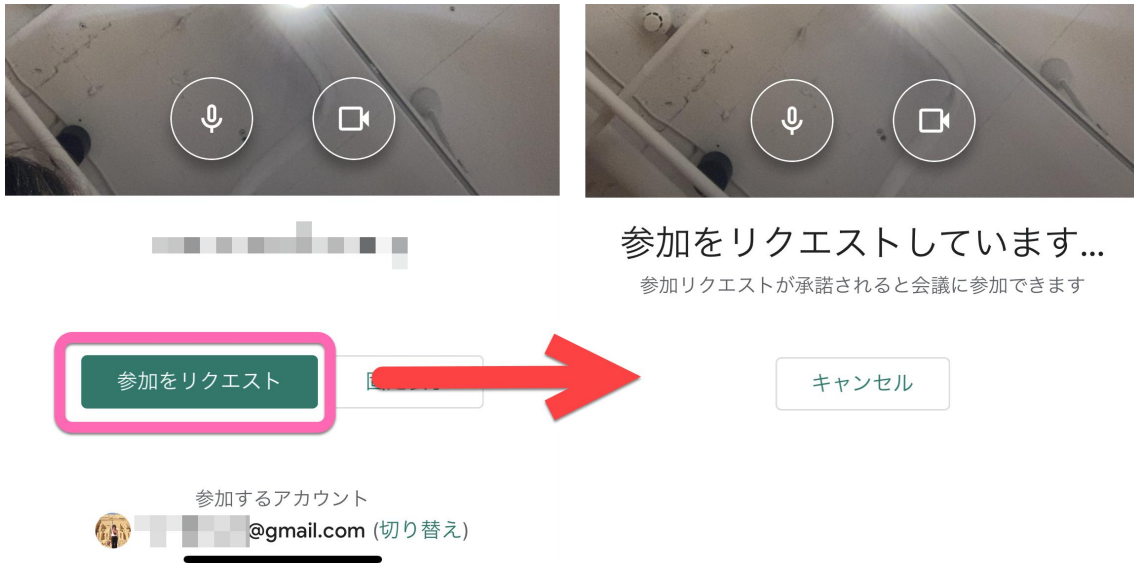 参加をリクエスト
参加するアカウント
@gmail.com (切り替え)
参加をリクエストしています...
参加リクエストが承諾されると会議に参加できます
キャンセル